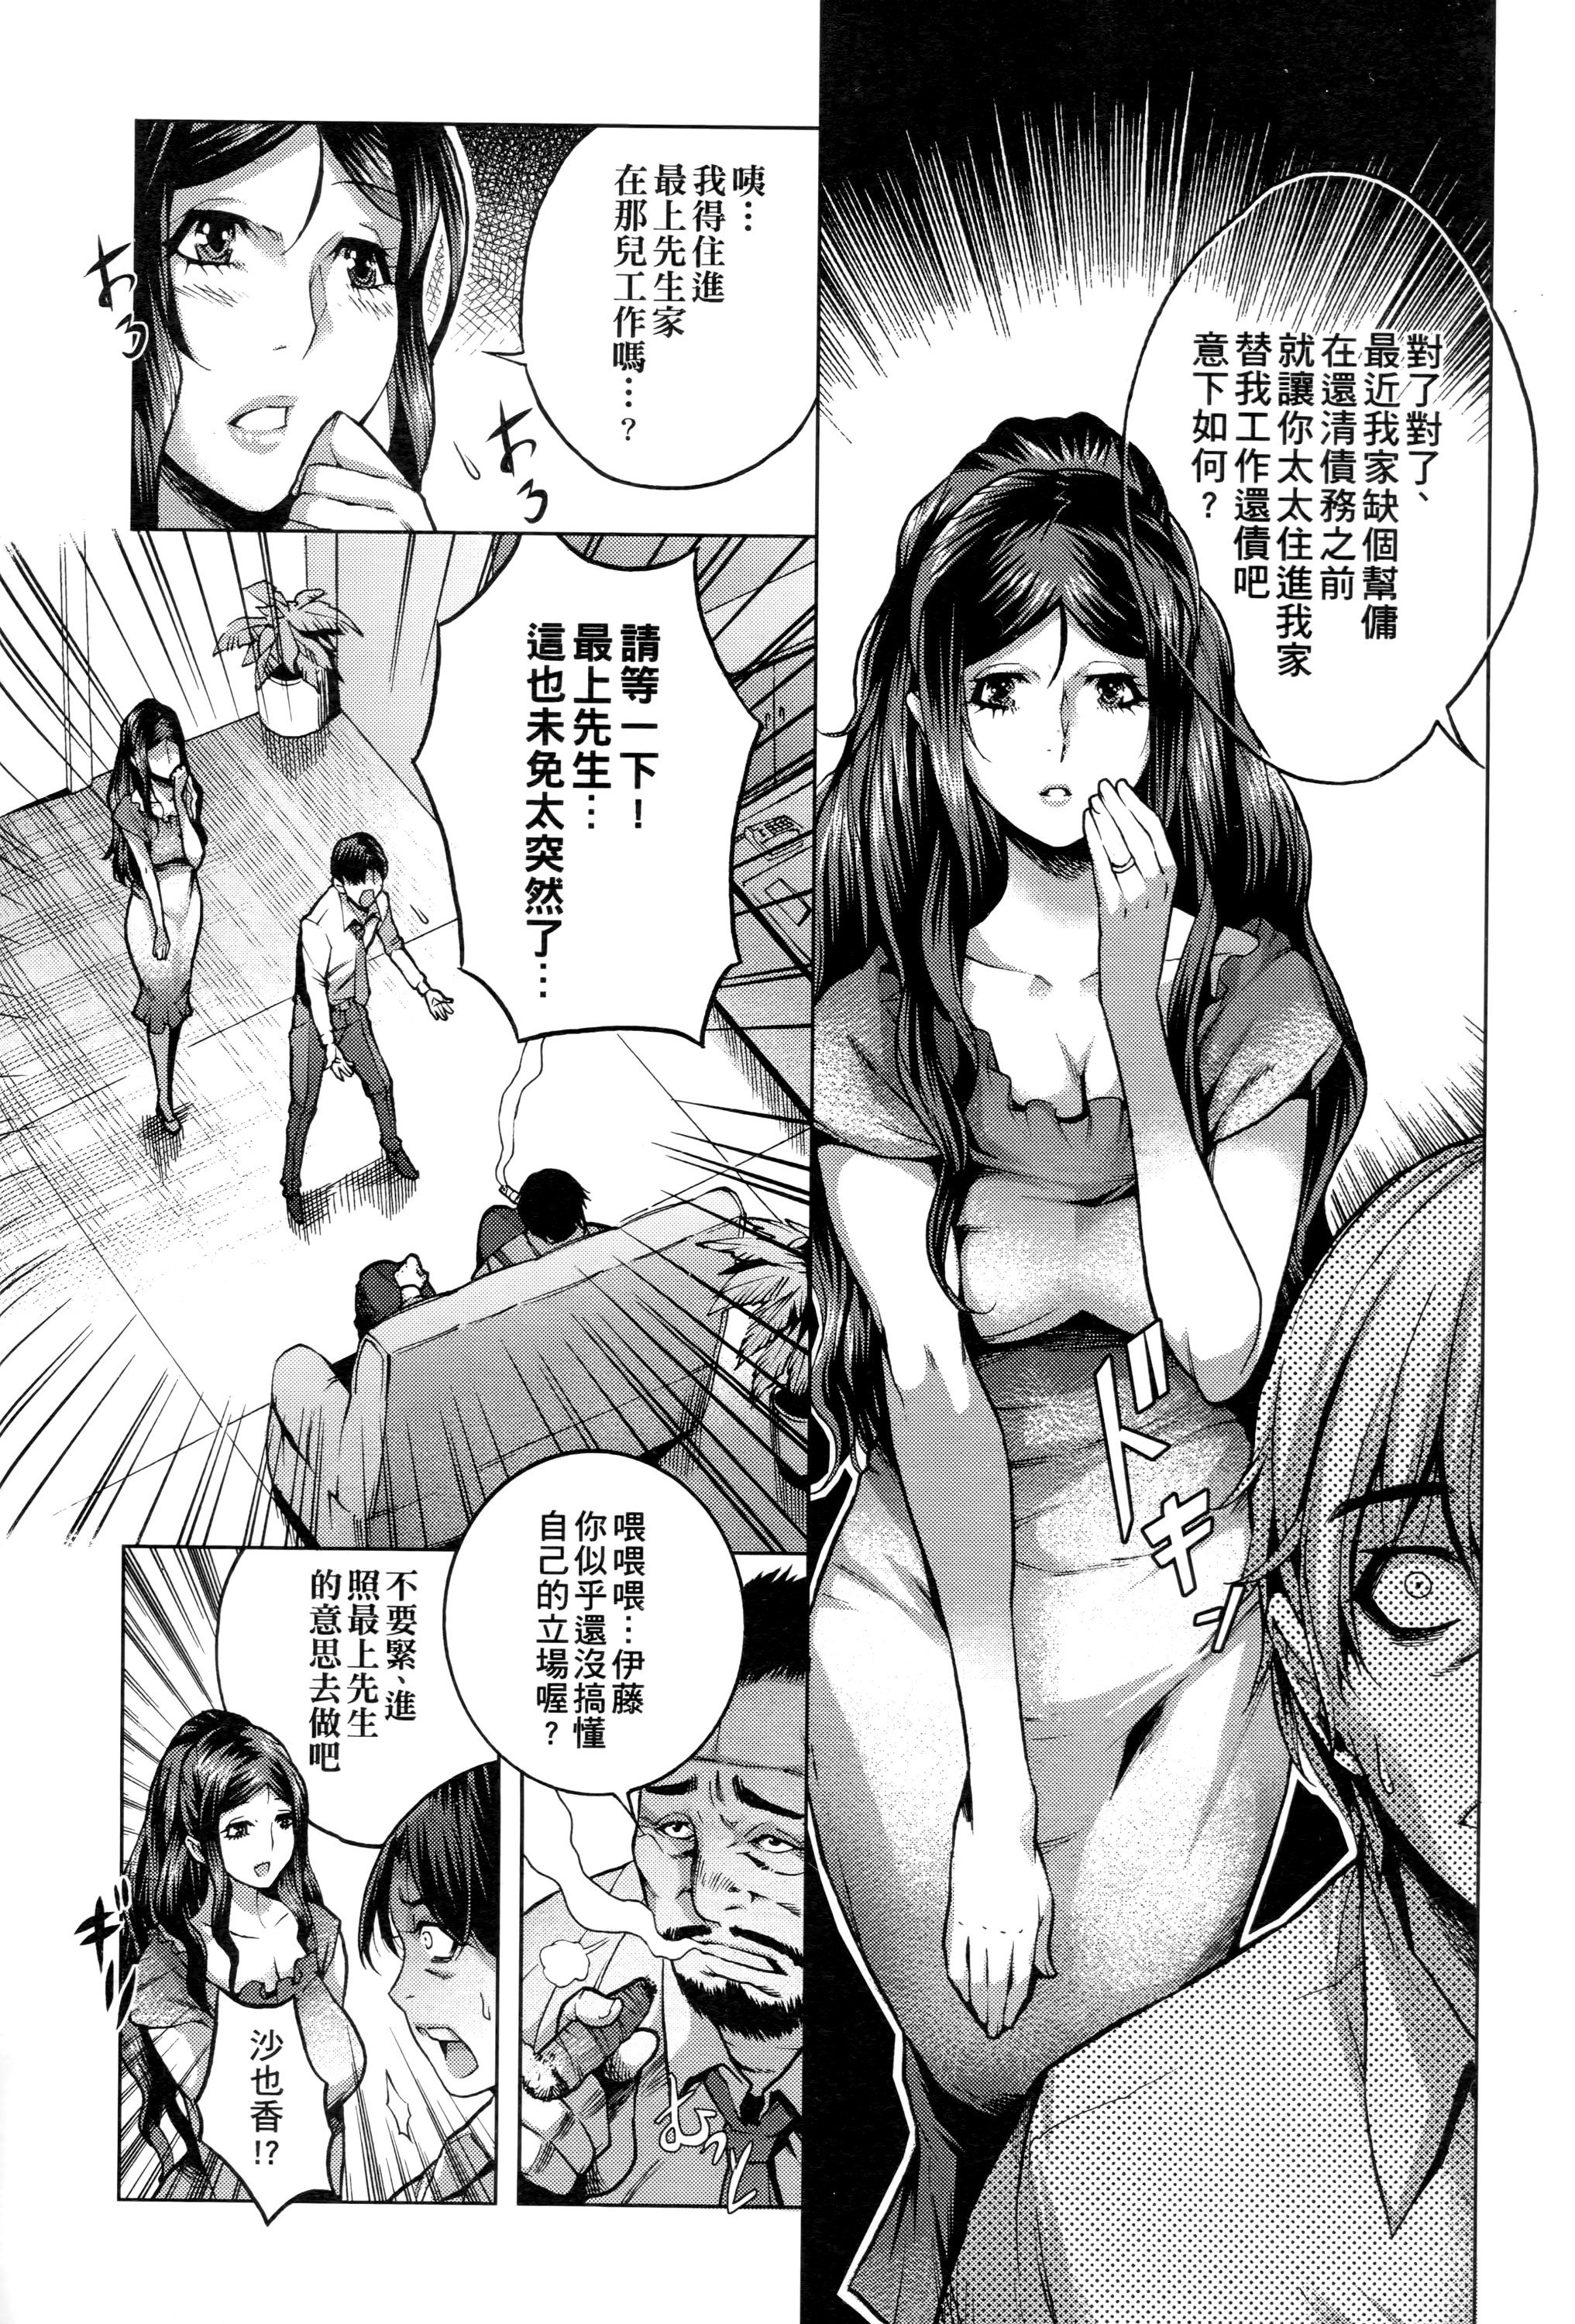 對了對了、
最近我家缺個幫傭
在還清債務之前
就讓你太太住進我家
替我工作還債吧
意下如何？
ドキン
咦…
我得住進
最上先生家
在那兒工作嗎…？
おろ
おろ
請等一下！
最上先生…
這也未免太突然了…
喂喂喂…伊藤
你似乎還沒搞懂
自己的立場喔？
むっ
不要緊、進
照最上先生
的意思去做吧
沙也香!?